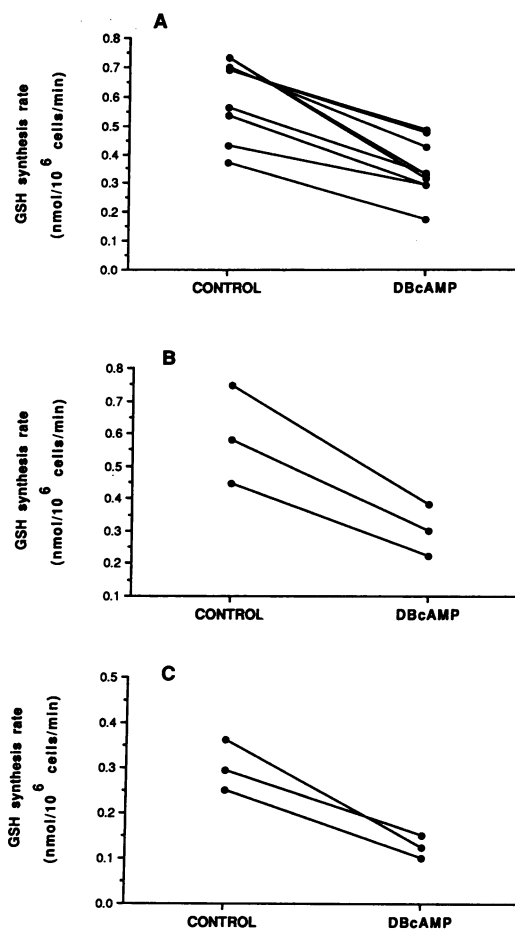 A
GSH synthesis rate
(nmol/10 6 cells/min)
0.8
0.7
0.6
0.5
0.4
0.3
0.2
0.1
0.0
CONTROL DBcAMP
B
GSH synthesis rate
(nmol/10 6 cells/min)
0.8
0.7
0.6
0.5
0.4
0.3
0.2
0.1
CONTROL DBcAMP
C
GSH synthesis rate
(nmol/10 6 cells/min)
0.5
0.4
0.3
0.2
0.1
0.0
CONTROL DBcAMP